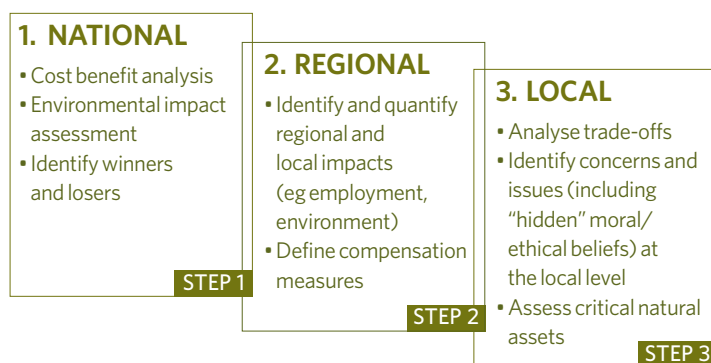 1. NATIONAL
• Cost benefit analysis
• Environmental impact
assessment
• Identify winners
and losers
STEP 1
2. REGIONAL
• Identify and quantify
regional and
local impacts
(eg employment,
environment)
• Define compensation
measures
STEP 2
3. LOCAL
• Analyse trade-offs
• Identify concerns and
issues (including
“hidden” moral/
ethical beliefs) at
the local level
• Assess critical natural
assets
STEP 3